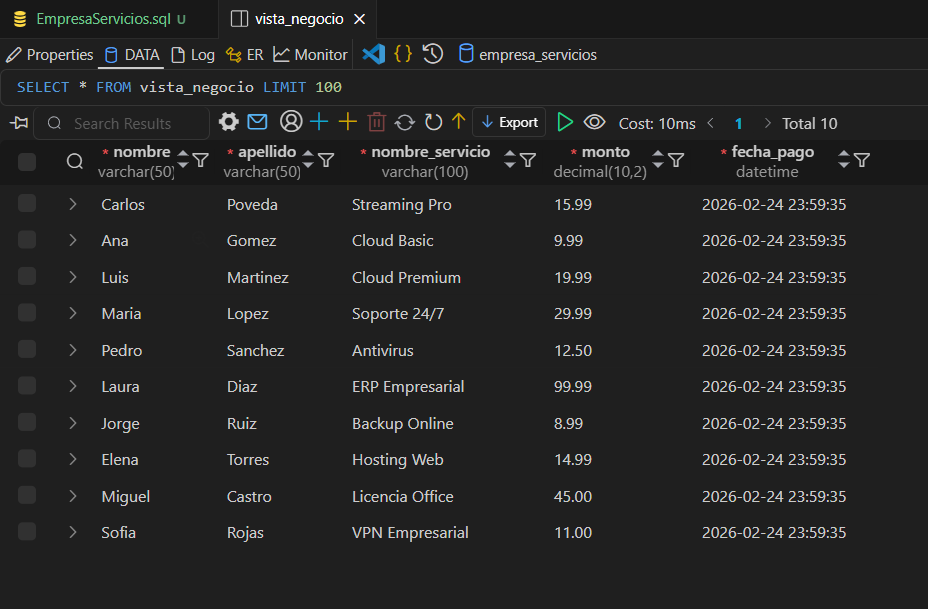 EmpresaServicios.sql U vista_negocio
Properties DATA Log ER Monitor {} empresa_servicios
SELECT * FROM vista_negocio LIMIT 100
Search Results Export Cost: 10ms 1 Total 10
* nombre * apellido * nombre_servicio * monto * fecha_pago
varchar(50) varchar(50) varchar(100) decimal(10,2) datetime
Carlos Poveda Streaming Pro 15.99 2026-02-24 23:59:35
Ana Gomez Cloud Basic 9.99 2026-02-24 23:59:35
Luis Martinez Cloud Premium 19.99 2026-02-24 23:59:35
Maria Lopez Soporte 24/7 29.99 2026-02-24 23:59:35
Pedro Sanchez Antivirus 12.50 2026-02-24 23:59:35
Laura Diaz ERP Empresarial 99.99 2026-02-24 23:59:35
Jorge Ruiz Backup Online 8.99 2026-02-24 23:59:35
Elena Torres Hosting Web 14.99 2026-02-24 23:59:35
Miguel Castro Licencia Office 45.00 2026-02-24 23:59:35
Sofia Rojas VPN Empresarial 11.00 2026-02-24 23:59:35